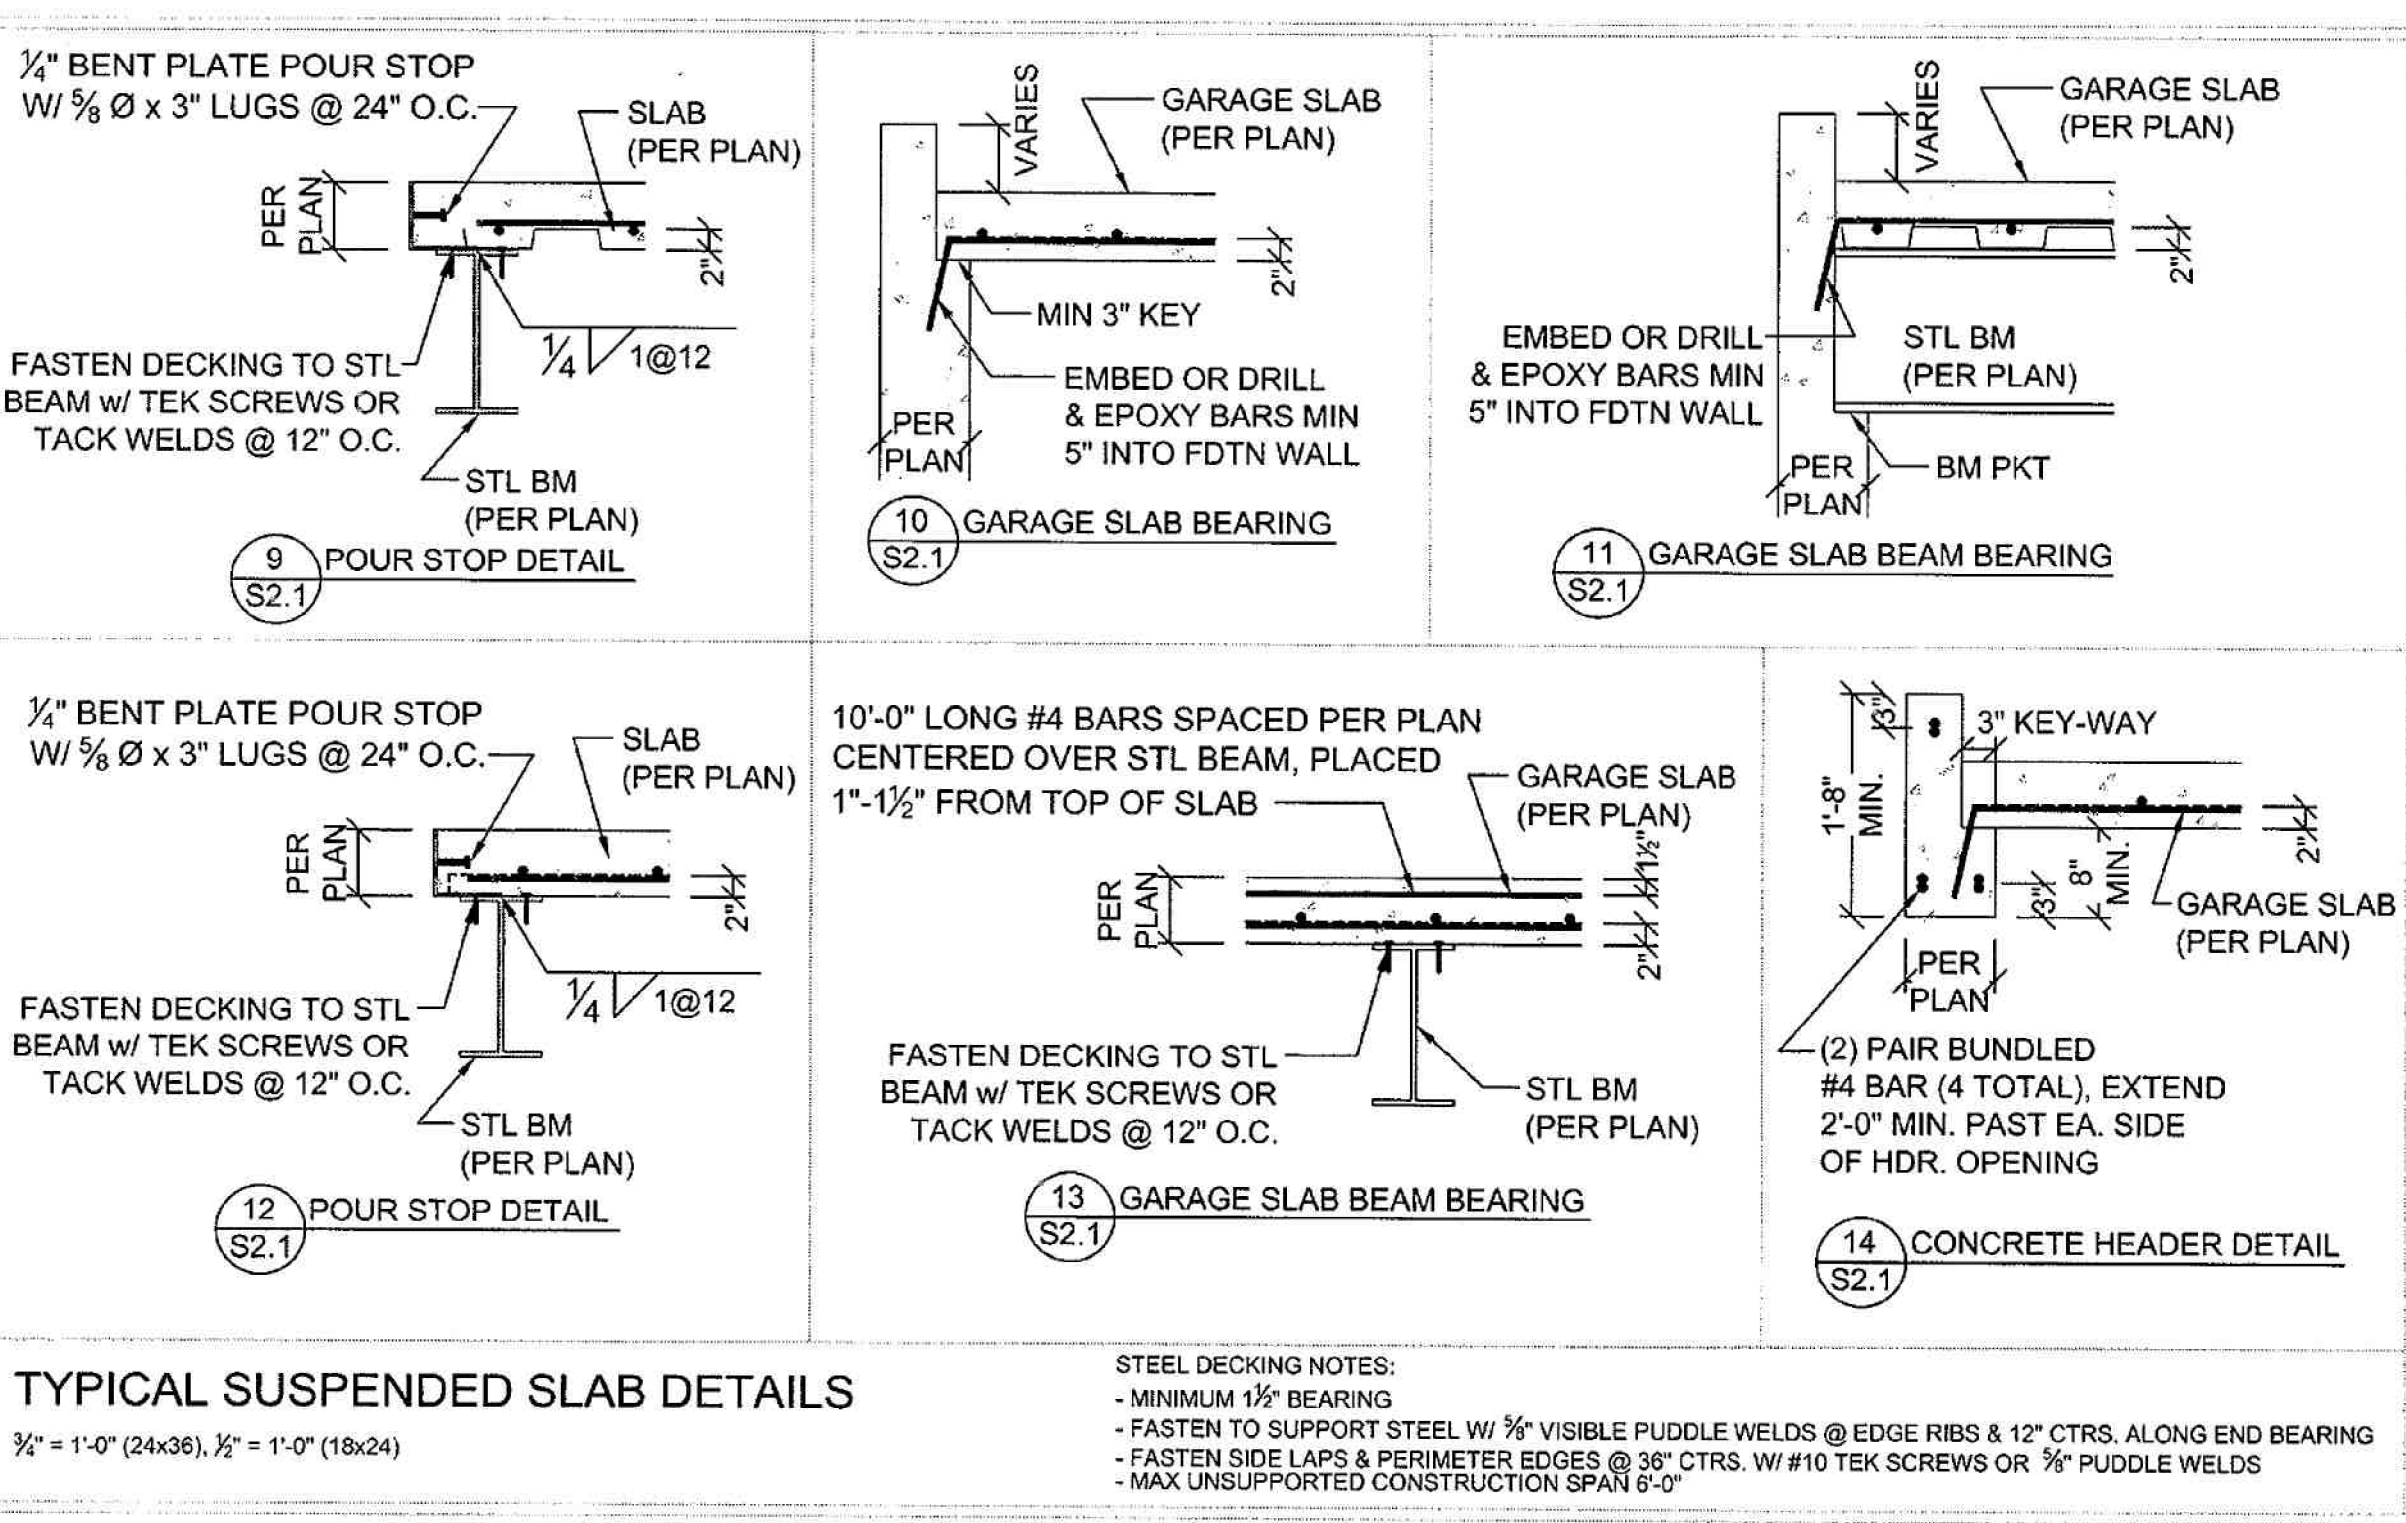 ¼" BENT PLATE POUR STOP
W/ ⅝ Ø x 3" LUGS @ 24" O.C.
SLAB
(PER PLAN)
PER
PLAN
2"
¼ 1@12
FASTEN DECKING TO STL
BEAM w/ TEK SCREWS OR
TACK WELDS @ 12" O.C.
STL BM
(PER PLAN)
9
S2.1
POUR STOP DETAIL
VARIES
GARAGE SLAB
(PER PLAN)
2"
MIN 3" KEY
EMBED OR DRILL
& EPOXY BARS MIN
5" INTO FDTN WALL
PER
PLAN
10
S2.1
GARAGE SLAB BEARING
VARIES
GARAGE SLAB
(PER PLAN)
2"
EMBED OR DRILL
& EPOXY BARS MIN
5" INTO FDTN WALL
STL BM
(PER PLAN)
PER
PLAN
BM PKT
11
S2.1
GARAGE SLAB BEAM BEARING
¼" BENT PLATE POUR STOP
W/ ⅝ Ø x 3" LUGS @ 24" O.C.
SLAB
(PER PLAN)
PER
PLAN
2"
¼ 1@12
FASTEN DECKING TO STL
BEAM w/ TEK SCREWS OR
TACK WELDS @ 12" O.C.
STL BM
(PER PLAN)
12
S2.1
POUR STOP DETAIL
10'-0" LONG #4 BARS SPACED PER PLAN
CENTERED OVER STL BEAM, PLACED
1"-1½" FROM TOP OF SLAB
GARAGE SLAB
(PER PLAN)
1½"
PER
PLAN
2"
FASTEN DECKING TO STL
BEAM w/ TEK SCREWS OR
TACK WELDS @ 12" O.C.
STL BM
(PER PLAN)
13
S2.1
GARAGE SLAB BEAM BEARING
3"
3" KEY-WAY
1'-8"
MIN.
2"
3"
8"
MIN.
GARAGE SLAB
(PER PLAN)
PER
PLAN
(2) PAIR BUNDLED
#4 BAR (4 TOTAL), EXTEND
2'-0" MIN. PAST EA. SIDE
OF HDR. OPENING
14
S2.1
CONCRETE HEADER DETAIL
TYPICAL SUSPENDED SLAB DETAILS
¾" = 1'-0" (24x36), ½" = 1'-0" (18x24)
STEEL DECKING NOTES:
- MINIMUM 1½" BEARING
- FASTEN TO SUPPORT STEEL W/ ⅝" VISIBLE PUDDLE WELDS @ EDGE RIBS & 12" CTRS. ALONG END BEARING
- FASTEN SIDE LAPS & PERIMETER EDGES @ 36" CTRS. W/ #10 TEK SCREWS OR ⅝" PUDDLE WELDS
- MAX UNSUPPORTED CONSTRUCTION SPAN 6'-0"